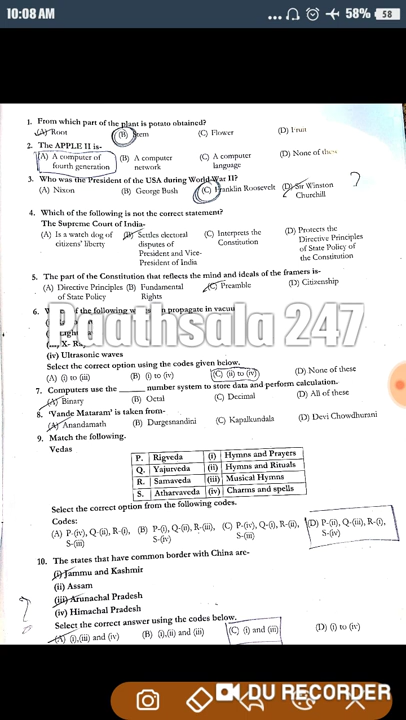 10:08 AM
58% 58
1. From which part of the plant is potato obtained?
(A) Root (B) Stem (C) Flower (D) Fruit
2. The APPLE II is-
(A) A computer of (B) A computer (C) A computer (D) None of these
fourth generation network language
3. Who was the President of the USA during World War II?
(A) Nixon (B) George Bush (C) Franklin Roosevelt (D) Sir Winston
Churchill
?
4. Which of the following is not the correct statement?
The Supreme Court of India-
(A) Is a watch dog of (B) Settles electoral (C) Interprets the (D) Protects the
citizens' liberty disputes of Constitution Directive Principles
President and Vice- of State Policy of
President of India the Constitution
5. The part of the Constitution that reflects the mind and ideals of the framers is-
(A) Directive Principles (B) Fundamental (C) Preamble (D) Citizenship
of State Policy Rights
6. of the following propagate in
Paathsala 247
X- Rays
(iv) Ultrasonic waves
Select the correct option using the codes given below.
(A) (i) to (iii) (B) (i) to (iv) (C) (ii) to (iv) (D) None of these
7. Computers use the ______ number system to store data and perform calculation.
(A) Binary (B) Octal (C) Decimal (D) All of these
8. 'Vande Mataram' is taken from-
(A) Anandamath (B) Durgesnandini (C) Kapalkundala (D) Devi Chowdhurani
9. Match the following.
Vedas
P. Rigveda (i) Hymns and Prayers
Q. Yajurveda (ii) Hymns and Rituals
R. Samaveda (iii) Musical Hymns
S. Atharvaveda (iv) Charms and spells
Select the correct option from the following codes.
Codes:
(A) P-(iv), Q-(ii), R-(i), (B) P-(i), Q-(ii), R-(iii), (C) P-(iv), Q-(i), R-(ii), (D) P-(ii), Q-(iii), R-(i),
S-(iii) S-(iv) S-(iii) S-(iv)
10. The states that have common border with China are-
(i) Jammu and Kashmir
(ii) Assam
(iii) Arunachal Pradesh
(iv) Himachal Pradesh
Select the correct answer using the codes below.
(A) (i),(iii) and (iv) (B) (i),(ii) and (iii) (C) (i) and (iii) (D) (i) to (iv)
DU RECORDER